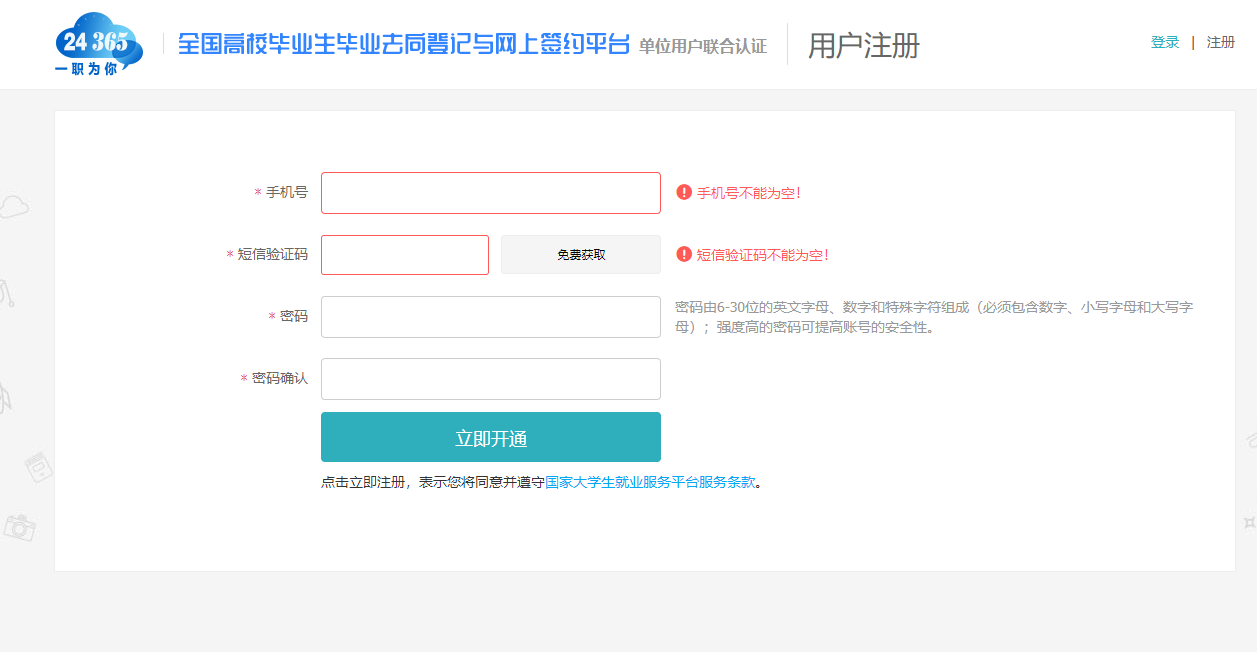 24 365
一职为你
全国高校毕业生毕业去向登记与网上签约平台 单位用户联合认证 用户注册 登录 | 注册
* 手机号 手机号不能为空!
* 短信验证码 免费获取 短信验证码不能为空!
* 密码 密码由6-30位的英文字母、数字和特殊字符组成（必须包含数字、小写字母和大写字
母）；强度高的密码可提高账号的安全性。
* 密码确认
立即开通
点击立即注册，表示您将同意并遵守国家大学生就业服务平台服务条款。